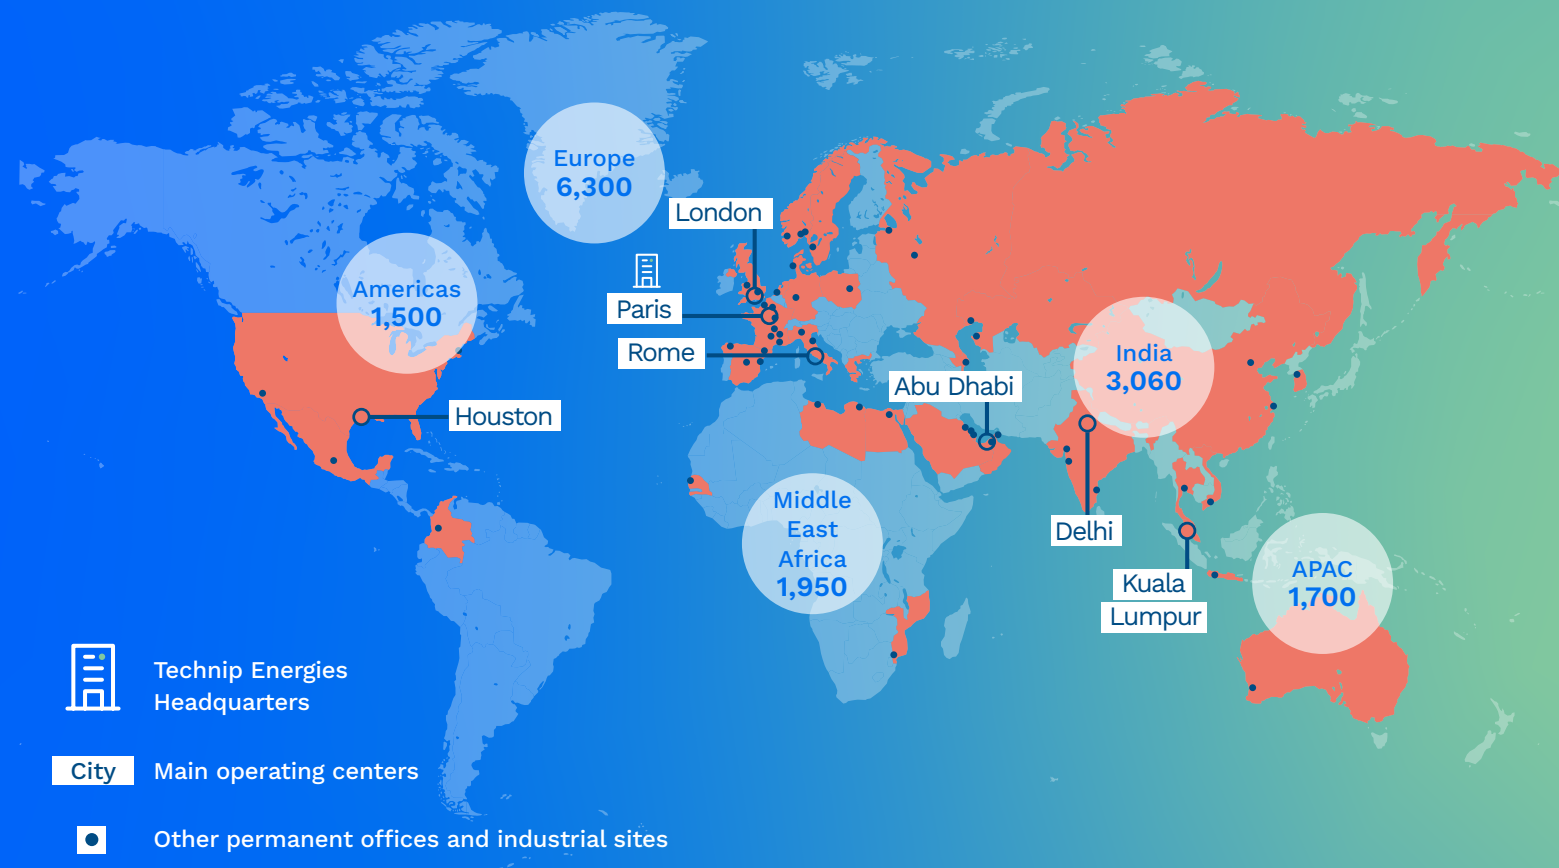 Europe
6,300
London
Americas
1,500
Paris
Rome
India
3,060
Abu Dhabi
Houston
Middle
East
Africa
1,950
Delhi
Kuala
Lumpur
APAC
1,700
Technip Energies
Headquarters
City
Main operating centers
Other permanent offices and industrial sites